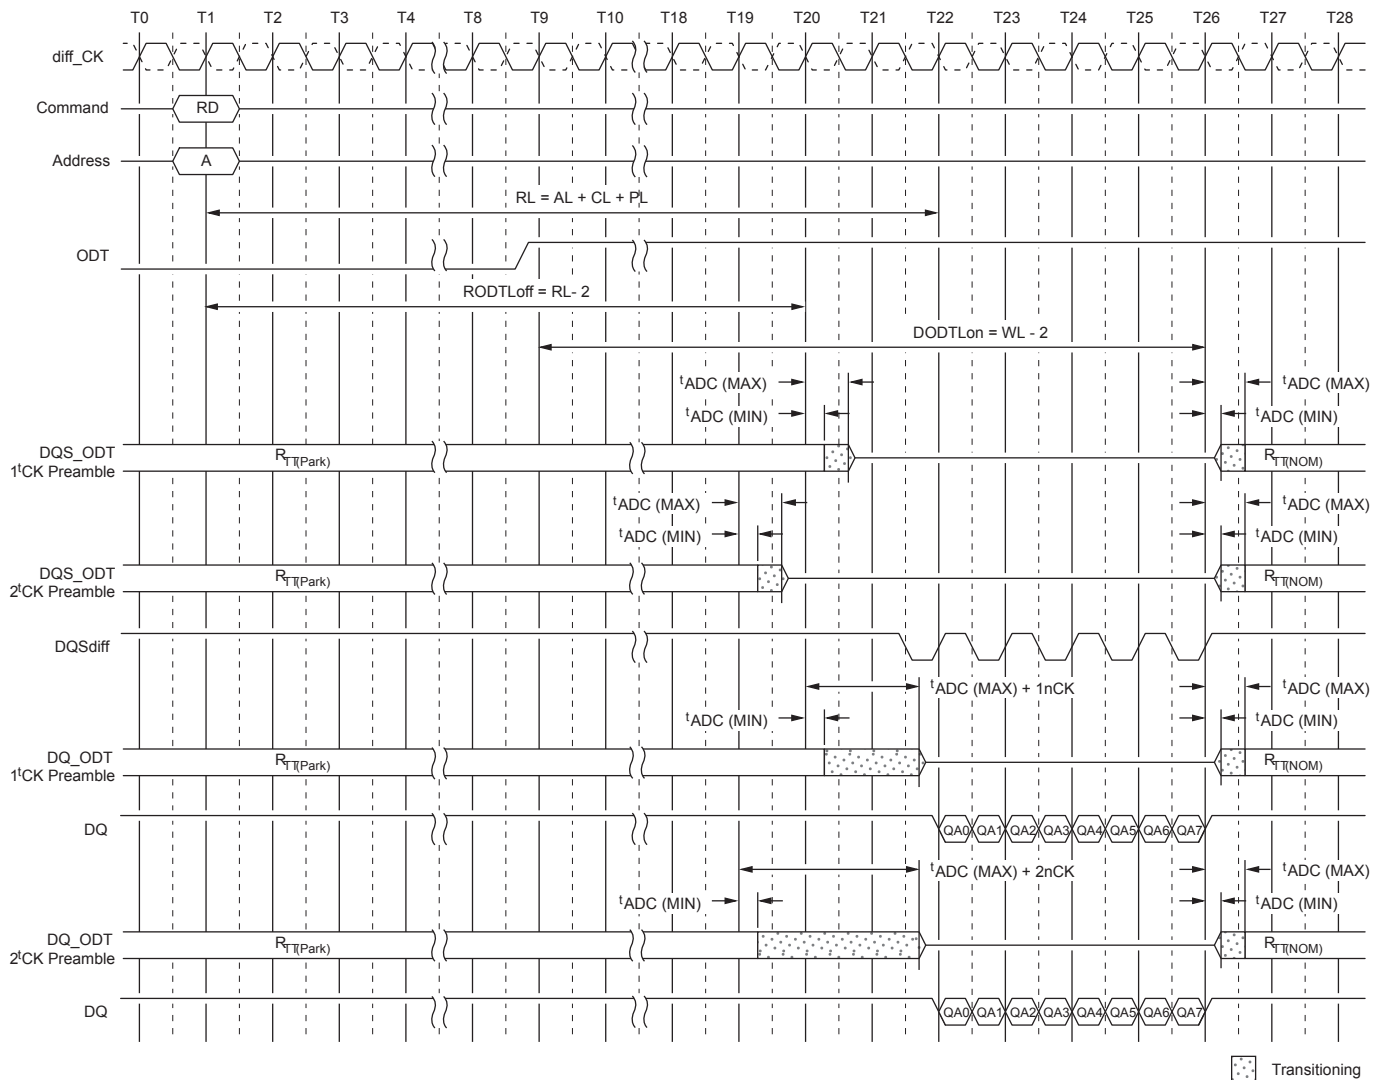 T0 T1 T2 T3 T4 T8 T9 T10 T18 T19 T20 T21 T22 T23 T24 T25 T26 T27 T28
diff_CK
Command RD
Address A
RL = AL + CL + PL
ODT
RODTLoff = RL- 2
DODTLon = WL - 2
tADC (MAX) tADC (MAX)
tADC (MIN) tADC (MIN)
DQS_ODT
1tCK Preamble RTT(Park) RTT(NOM)
tADC (MAX) tADC (MAX)
tADC (MIN) tADC (MIN)
DQS_ODT
2tCK Preamble RTT(Park) RTT(NOM)
DQSdiff
tADC (MAX) + 1nCK tADC (MAX)
tADC (MIN) tADC (MIN)
DQ_ODT
1tCK Preamble RTT(Park) RTT(NOM)
DQ QA0 QA1 QA2 QA3 QA4 QA5 QA6 QA7
tADC (MAX) + 2nCK tADC (MAX)
tADC (MIN) tADC (MIN)
DQ_ODT
2tCK Preamble RTT(Park) RTT(NOM)
DQ QA0 QA1 QA2 QA3 QA4 QA5 QA6 QA7
Transitioning